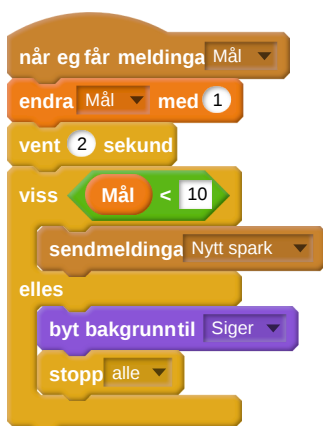 når eg får meldinga Mål
endra Mål med 1
vent 2 sekund
viss Mål < 10
sendmeldinga Nytt spark
elles
byt bakgrunntil Siger
stopp alle